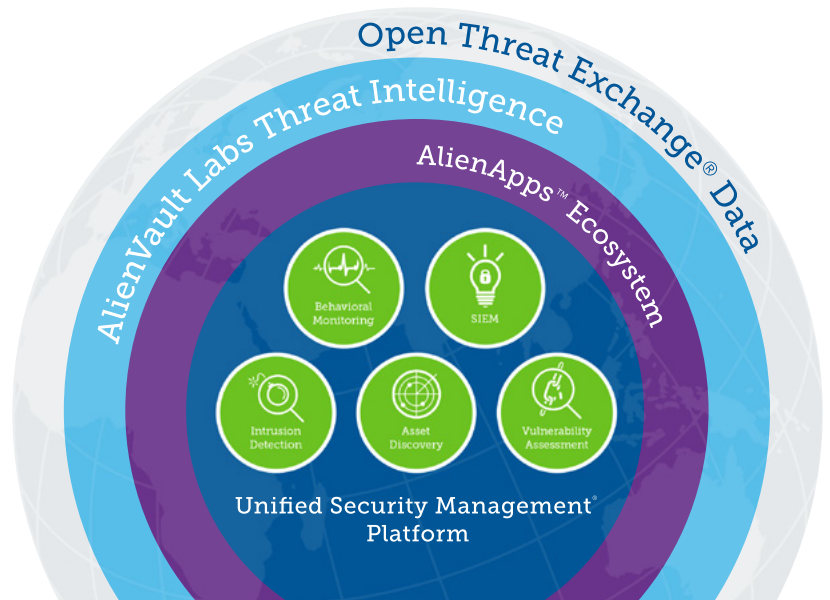 Open Threat Exchange® Data
AlienVault Labs Threat Intelligence
AlienApps™ Ecosystem
Behavioral
Monitoring
SIEM
Intrusion
Detection
Asset
Discovery
Vulnerability
Assessment
Unified Security Management®
Platform